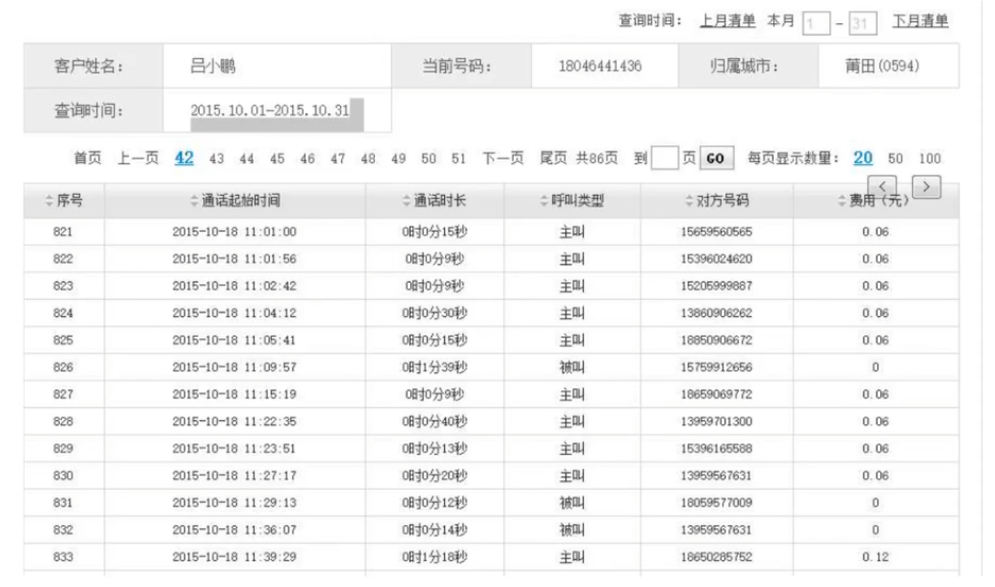 查询时间： 上月清单 本月 1 - 31 下月清单
客户姓名： 吕小鹏 当前号码： 18046441436 归属城市： 莆田(0594)
查询时间： 2015.10.01-2015.10.31
首页 上一页 42 43 44 45 46 47 48 49 50 51 下一页 尾页 共86页 到 页 GO 每页显示数量： 20 50 100
< >
序号 通话起始时间 通话时长 呼叫类型 对方号码 费用（元）
821 2015-10-18 11:01:00 0时0分15秒 主叫 15659560565 0.06
822 2015-10-18 11:01:56 0时0分9秒 主叫 15396024620 0.06
823 2015-10-18 11:02:42 0时0分9秒 主叫 15205999887 0.06
824 2015-10-18 11:04:12 0时0分30秒 主叫 13860906262 0.06
825 2015-10-18 11:05:41 0时0分15秒 主叫 18850906672 0.06
826 2015-10-18 11:09:57 0时1分39秒 被叫 15759912656 0
827 2015-10-18 11:15:19 0时0分9秒 主叫 18659069772 0.06
828 2015-10-18 11:22:35 0时0分40秒 主叫 13959701300 0.06
829 2015-10-18 11:23:51 0时0分13秒 主叫 15396165588 0.06
830 2015-10-18 11:27:17 0时0分20秒 主叫 13959567631 0.06
831 2015-10-18 11:29:13 0时0分12秒 被叫 18059577009 0
832 2015-10-18 11:36:07 0时0分14秒 被叫 13959567631 0
833 2015-10-18 11:39:29 0时1分18秒 主叫 18650285752 0.12